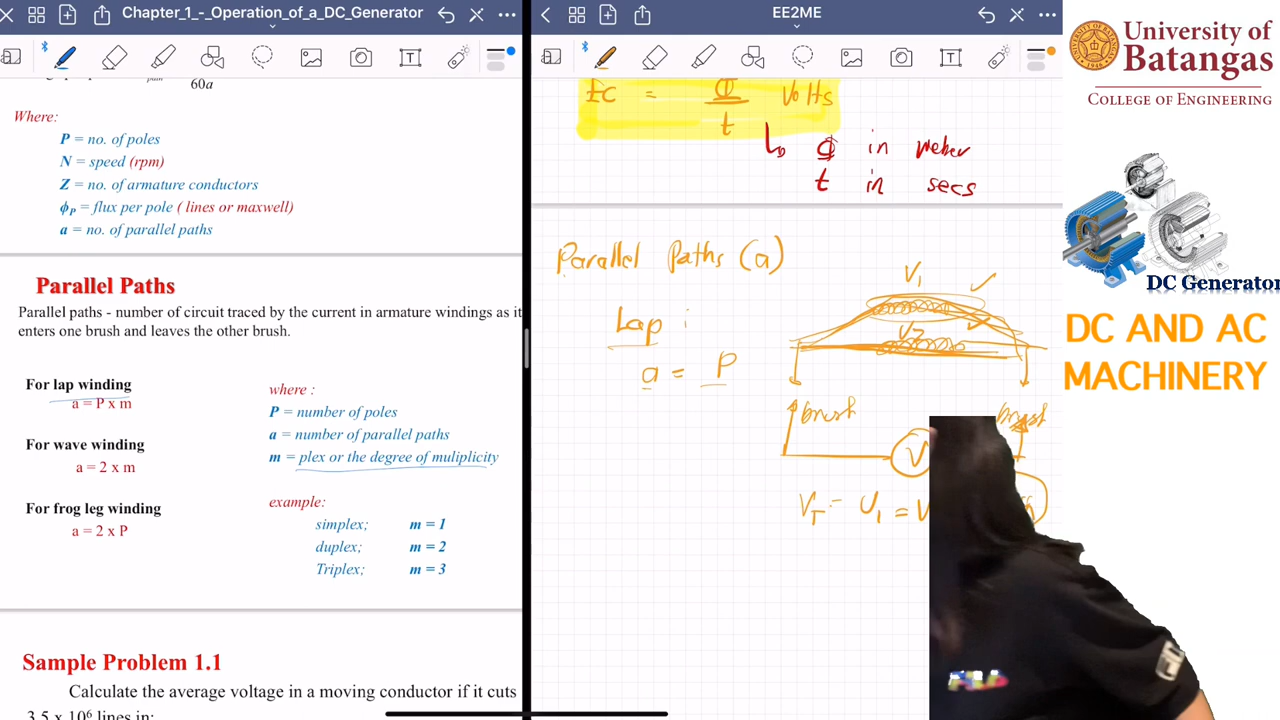 Chapter_1_-_Operation_of_a_DC_Generator
60a
Where:
P = no. of poles
N = speed (rpm)
Z = no. of armature conductors
ϕP = flux per pole ( lines or maxwell)
a = no. of parallel paths
Parallel Paths
Parallel paths - number of circuit traced by the current in armature windings as it
enters one brush and leaves the other brush.
For lap winding
a = P x m
For wave winding
a = 2 x m
For frog leg winding
a = 2 x P
where :
P = number of poles
a = number of parallel paths
m = plex or the degree of muliplicity
example:
simplex; m = 1
duplex; m = 2
Triplex; m = 3
Sample Problem 1.1
Calculate the average voltage in a moving conductor if it cuts
3.5 x 10⁶ lines in:
EE2ME
Ec = Φ/t Volts
Φ in weber
t in secs
Parallel Paths (a)
Lap :
a = P
V1
V2
brush
brush
V
VT = V1 = V
University of
Batangas
COLLEGE OF ENGINEERING
DC Generator
DC AND AC
MACHINERY